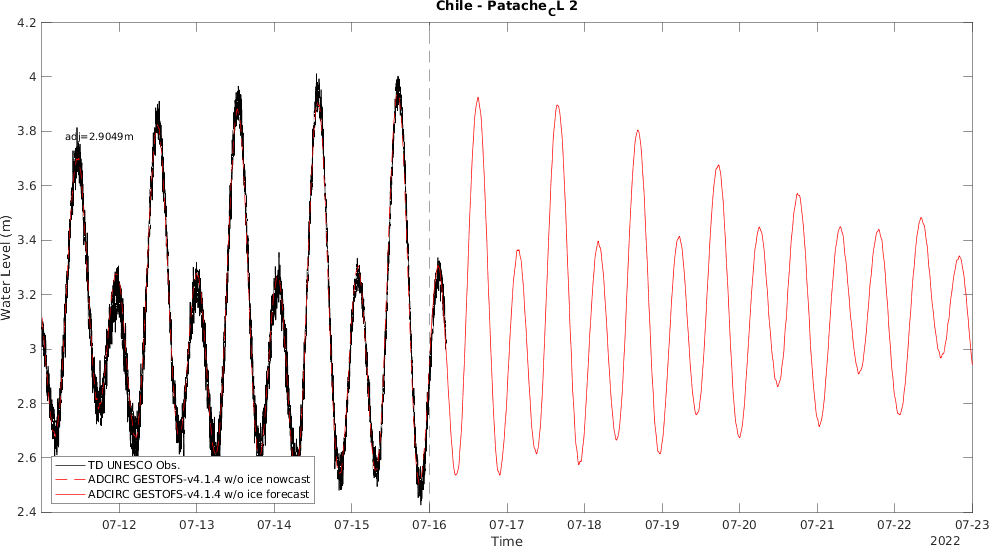 Chile - Patache_CL 2
4.2
4
3.8
3.6
3.4
3.2
3
2.8
2.6
2.4
Water Level (m)
adj=2.9049m
TD UNESCO Obs.
ADCIRC GESTOFS-v4.1.4 w/o ice nowcast
ADCIRC GESTOFS-v4.1.4 w/o ice forecast
07-12 07-13 07-14 07-15 07-16 07-17 07-18 07-19 07-20 07-21 07-22 07-23
Time
2022